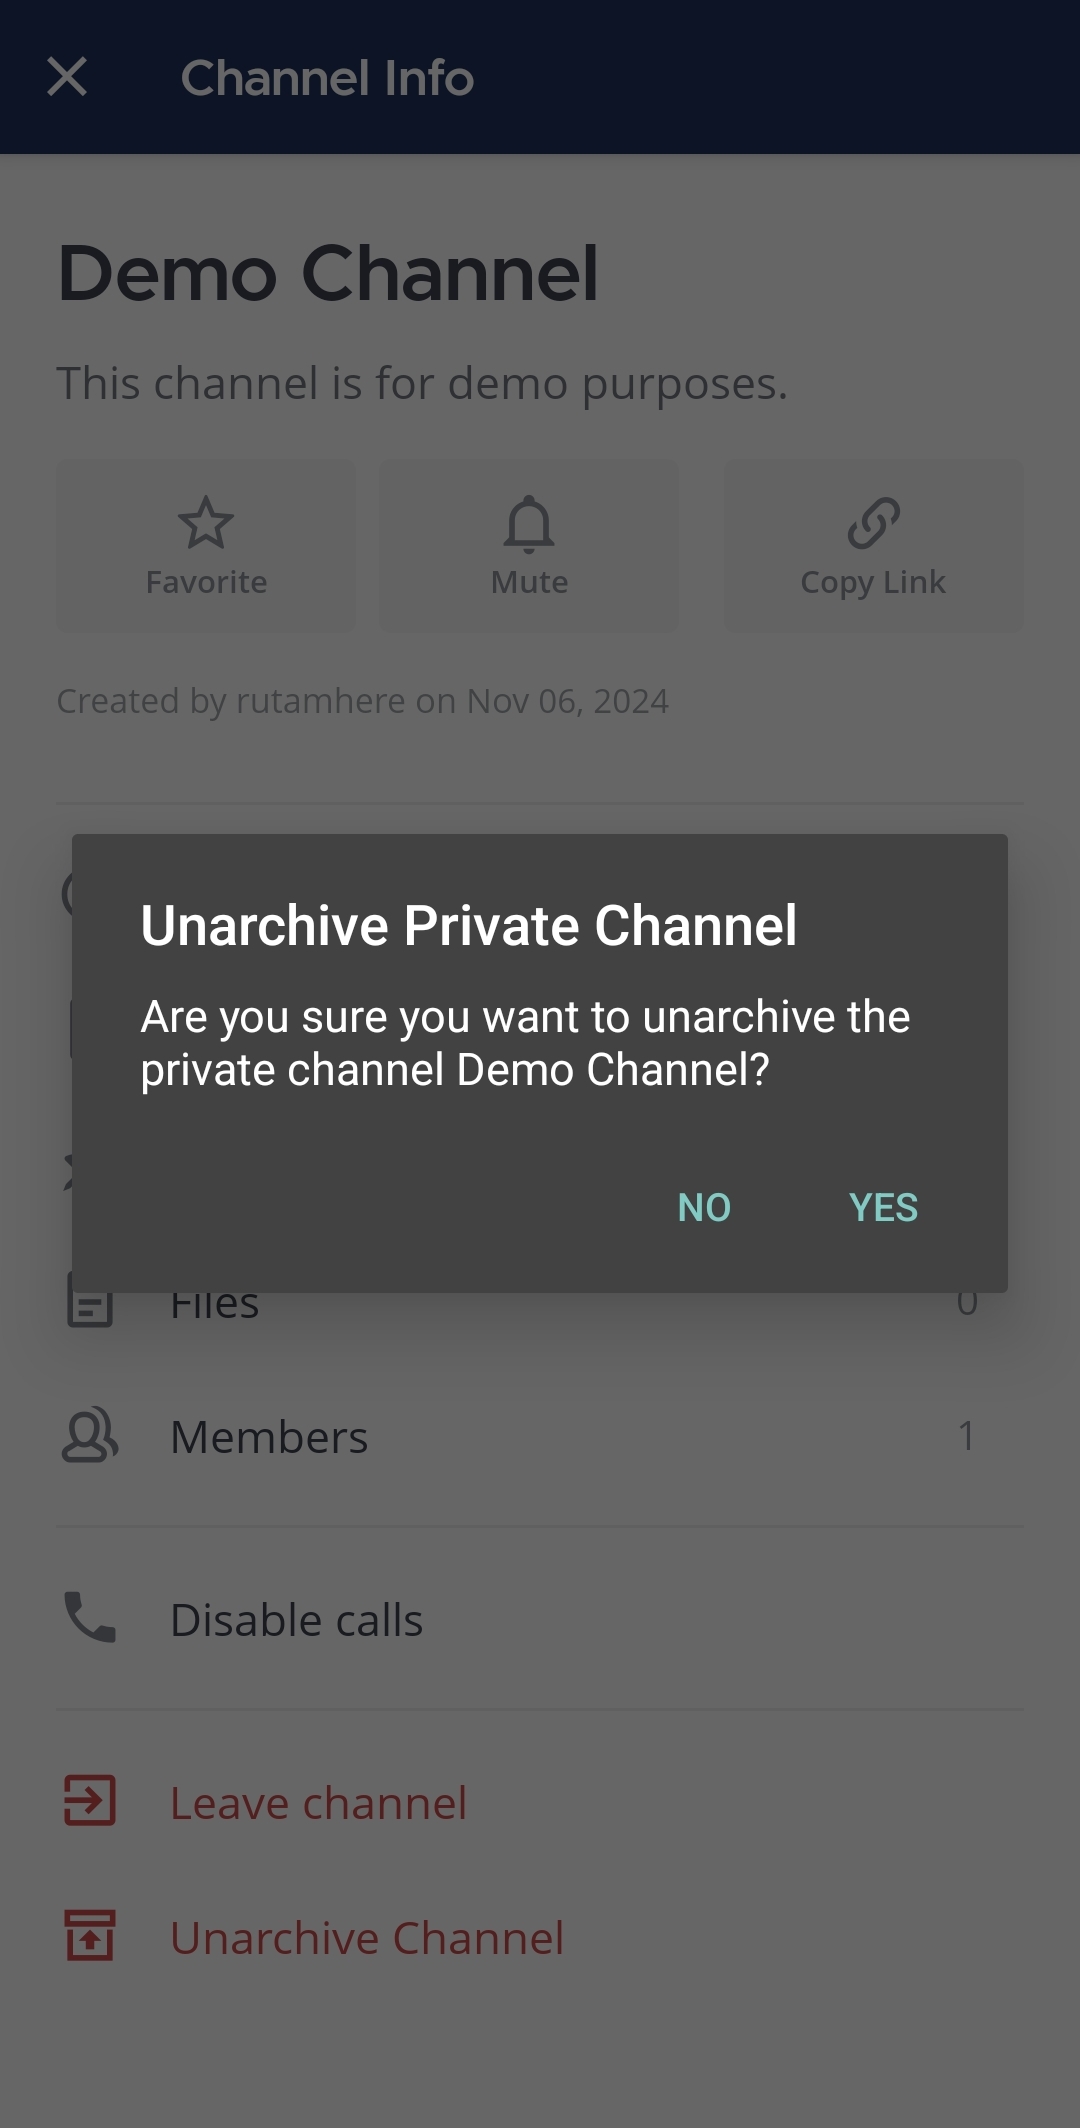 Channel Info
Demo Channel
This channel is for demo purposes.
Favorite
Mute
Copy Link
Created by rutamhere on Nov 06, 2024
Unarchive Private Channel
Are you sure you want to unarchive the
private channel Demo Channel?
NO YES
Files 0
Members 1
Disable calls
Leave channel
Unarchive Channel